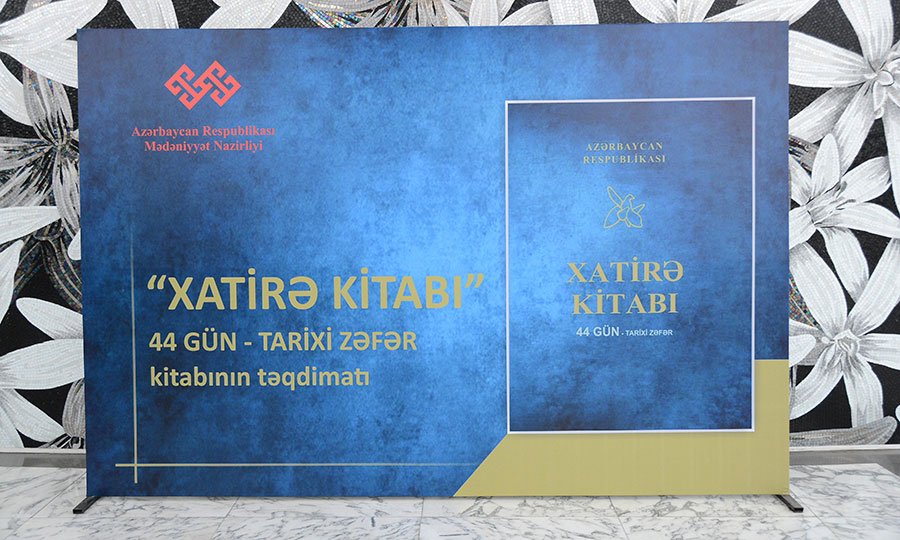 Azərbaycan Respublikası
Mədəniyyət Nazirliyi
“XATİRƏ KİTABI”
44 GÜN - TARİXİ ZƏFƏR
kitabının təqdimatı
AZƏRBAYCAN
RESPUBLİKASI
XATİRƏ
KİTABI
44 GÜN - TARİXİ ZƏFƏR